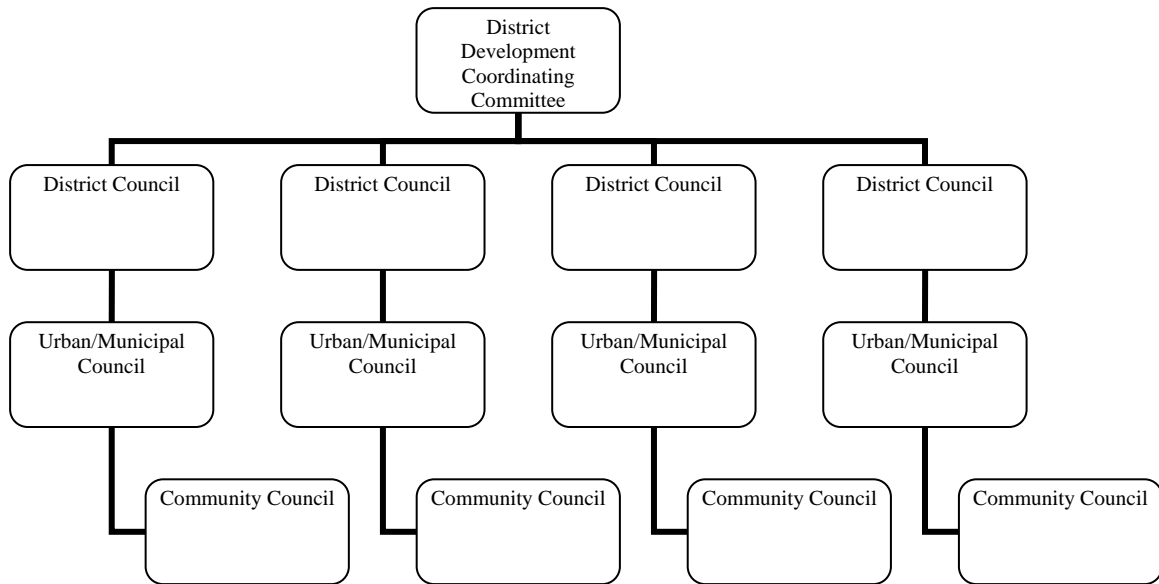 District
Development
Coordinating
Committee
District Council
District Council
District Council
District Council
Urban/Municipal
Council
Urban/Municipal
Council
Urban/Municipal
Council
Urban/Municipal
Council
Community Council
Community Council
Community Council
Community Council